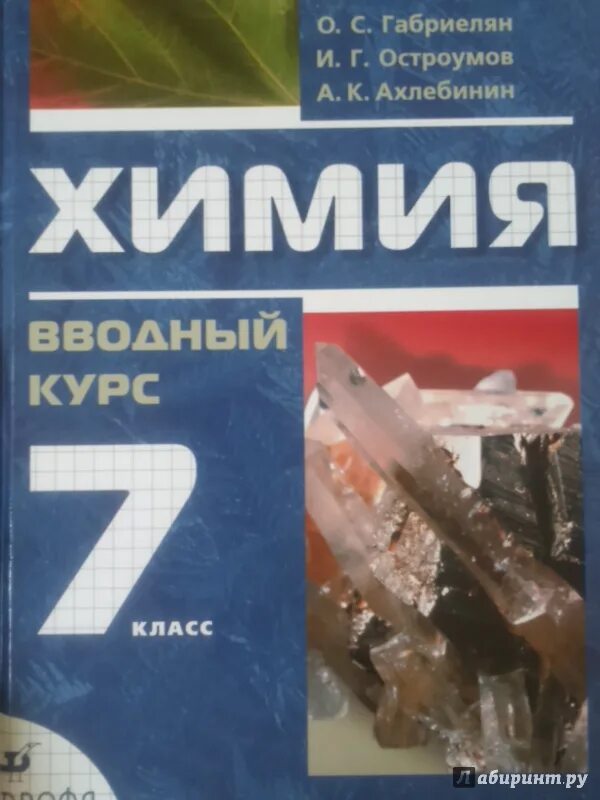 О. С. Габриелян
И. Г. Остроумов
А. К. Ахлебинин
ХИМИЯ
ВВОДНЫЙ
КУРС
7
КЛАСС
ДРОФА
Лабиринт.ру